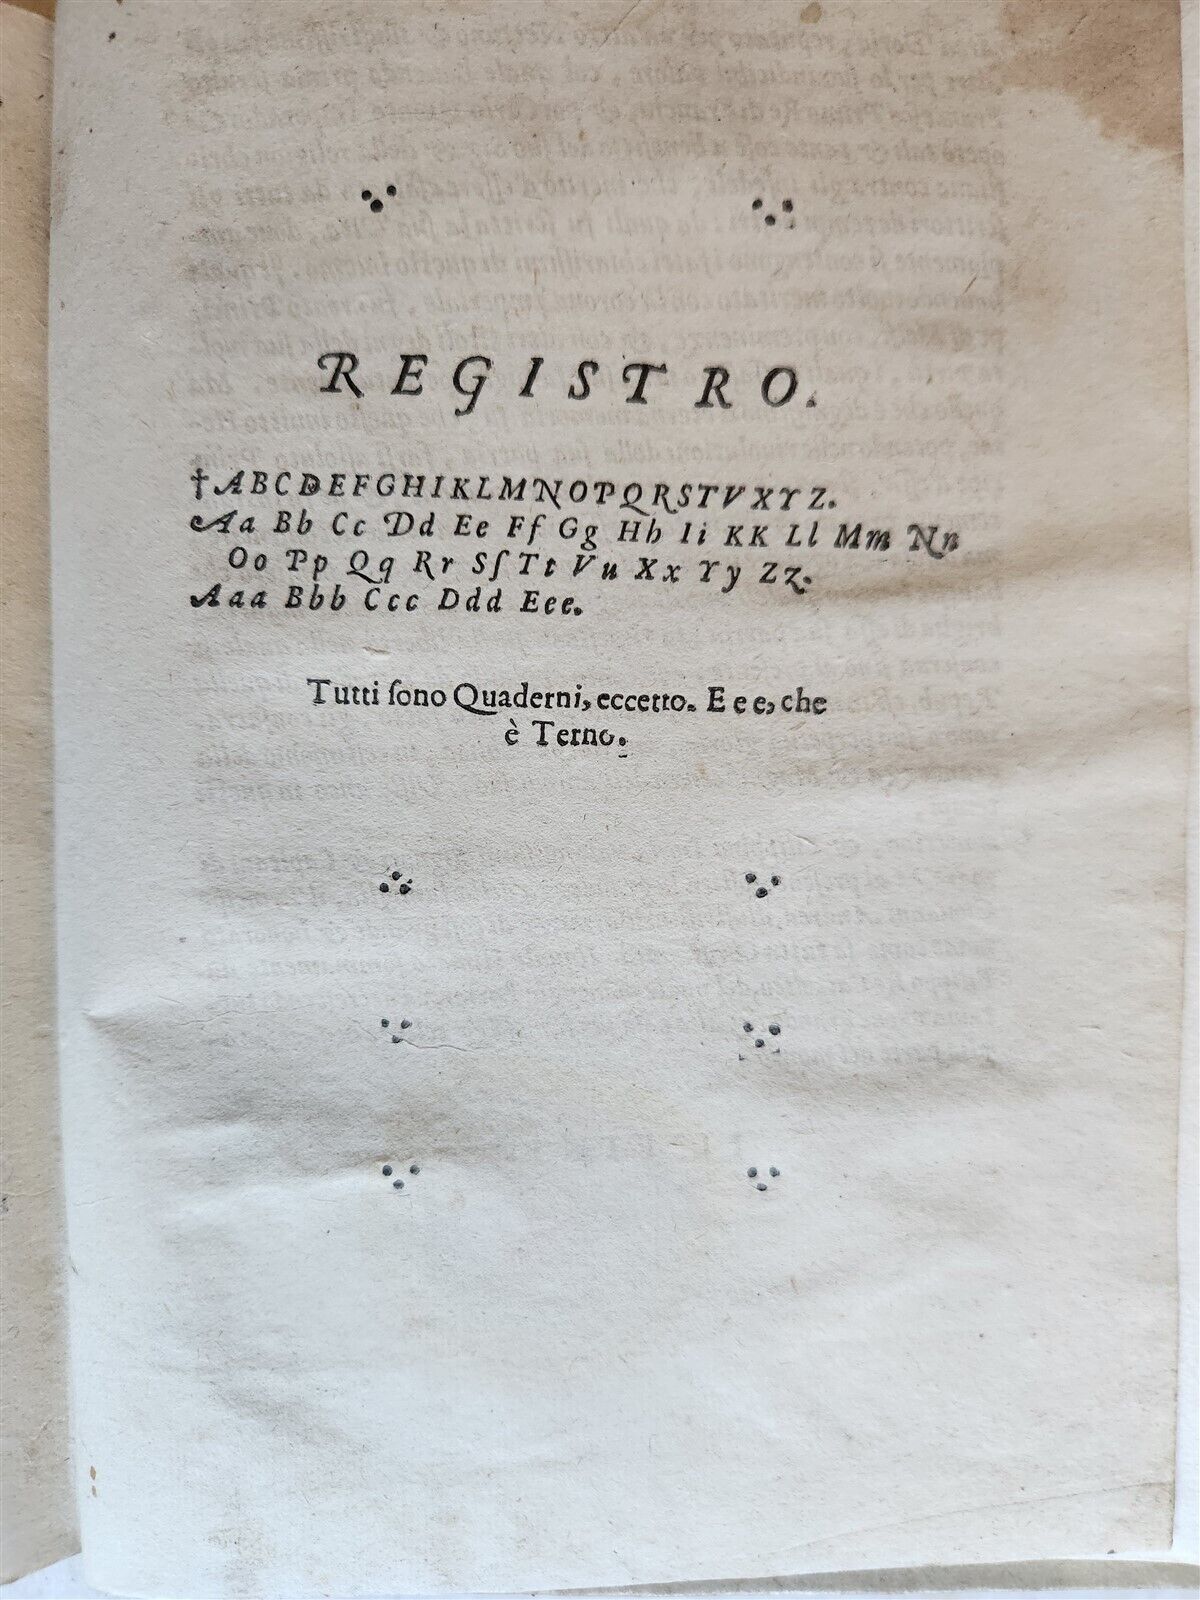 REGISTRO.
† A B C D E F G H I K L M N O P Q R S T V X Y Z.
Aa Bb Cc Dd Ee Ff Gg Hh Ii KK Ll Mm Nn
Oo Pp Qq Rr Sſ Tt Vu Xx Yy Zz.
Aaa Bbb Ccc Ddd Eee.
Tutti ſono Quaderni, eccetto. E e e, che
è Terno.